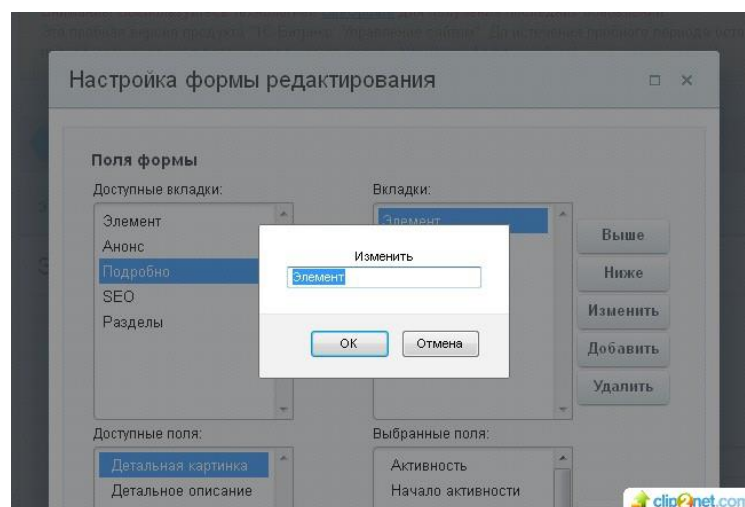 Настройка формы редактирования
Поля формы
Доступные вкладки:
Вкладки:
Элемент
Анонс
Подробно
SEO
Разделы
Элемент
Изменить
Элемент
OK
Отмена
Выше
Ниже
Изменить
Добавить
Удалить
Доступные поля:
Выбранные поля:
Детальная картинка
Детальное описание
Активность
Начало активности
clip2net.com